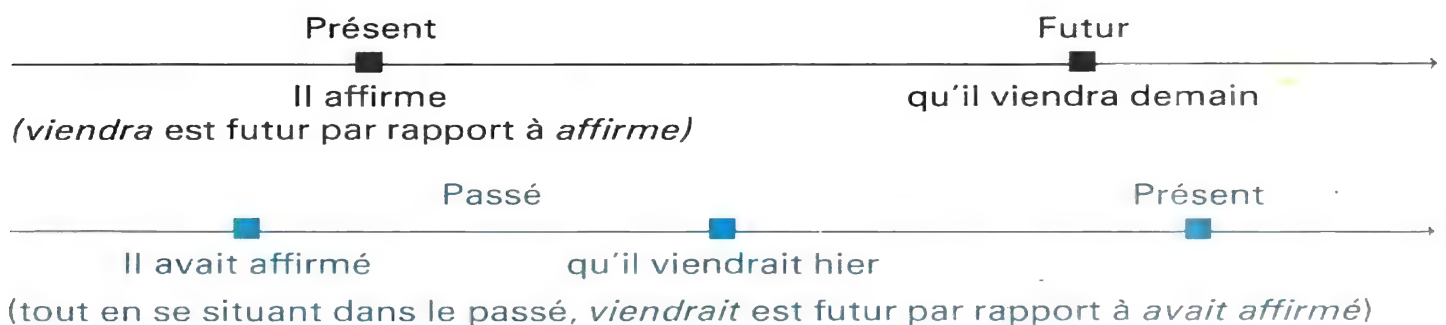 Présent Futur
Il affirme qu'il viendra demain
(viendra est futur par rapport à affirme)
Passé Présent
Il avait affirmé qu'il viendrait hier
(tout en se situant dans le passé, viendrait est futur par rapport à avait affirmé)